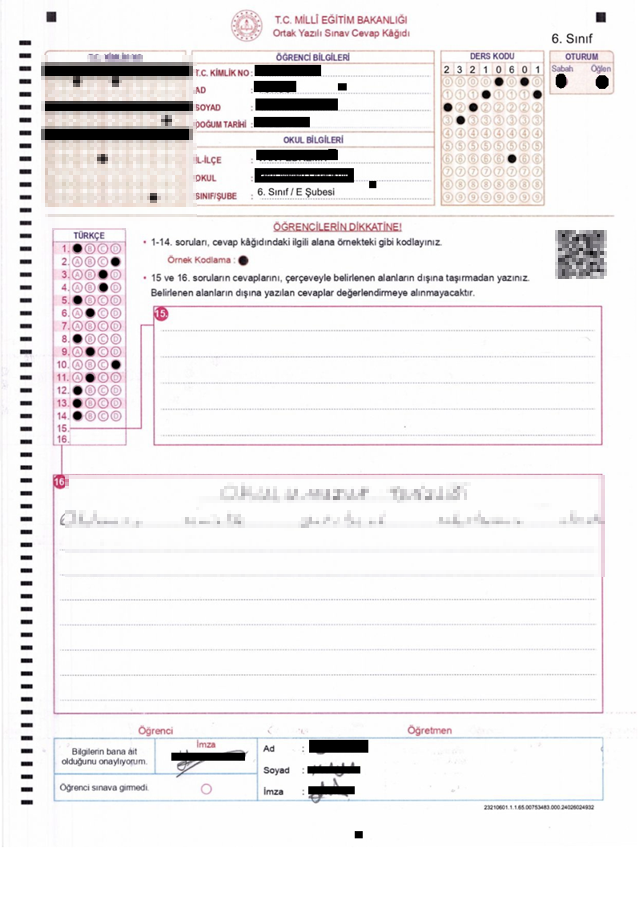 T.C. MİLLÎ EĞİTİM BAKANLIĞI
Ortak Yazılı Sınav Cevap Kâğıdı
6. Sınıf
ÖĞRENCİ BİLGİLERİ
T.C. KİMLİK NO :
AD :
SOYAD :
DOĞUM TARİHİ :
OKUL BİLGİLERİ
İL-İLÇE :
OKUL :
SINIF/ŞUBE : 6. Sınıf / E Şubesi
DERS KODU
2 3 2 1 0 6 0 1
OTURUM
Sabah Öğlen
ÖĞRENCİLERİN DİKKATİNE!
• 1-14. soruları, cevap kâğıdındaki ilgili alana örnekteki gibi kodlayınız.
Örnek Kodlama :
• 15 ve 16. soruların cevaplarını, çerçeveyle belirlenen alanların dışına taşırmadan yazınız.
Belirlenen alanların dışına yazılan cevaplar değerlendirmeye alınmayacaktır.
TÜRKÇE
1. B C D
2. A B C
3. A B D
4. A B D
5. B C D
6. A C D
7. A B C D
8. B C D
9. A C D
10. A B C
11. A C D
12. B C D
13. B C D
14. B C D
15.
16.
15.
16.
Öğrenci
Öğretmen
Bilgilerin bana ait
olduğunu onaylıyorum.
İmza
Öğrenci sınava girmedi.
Ad :
Soyad :
İmza :
23210601.1.1.65.00753483.000.24026024932